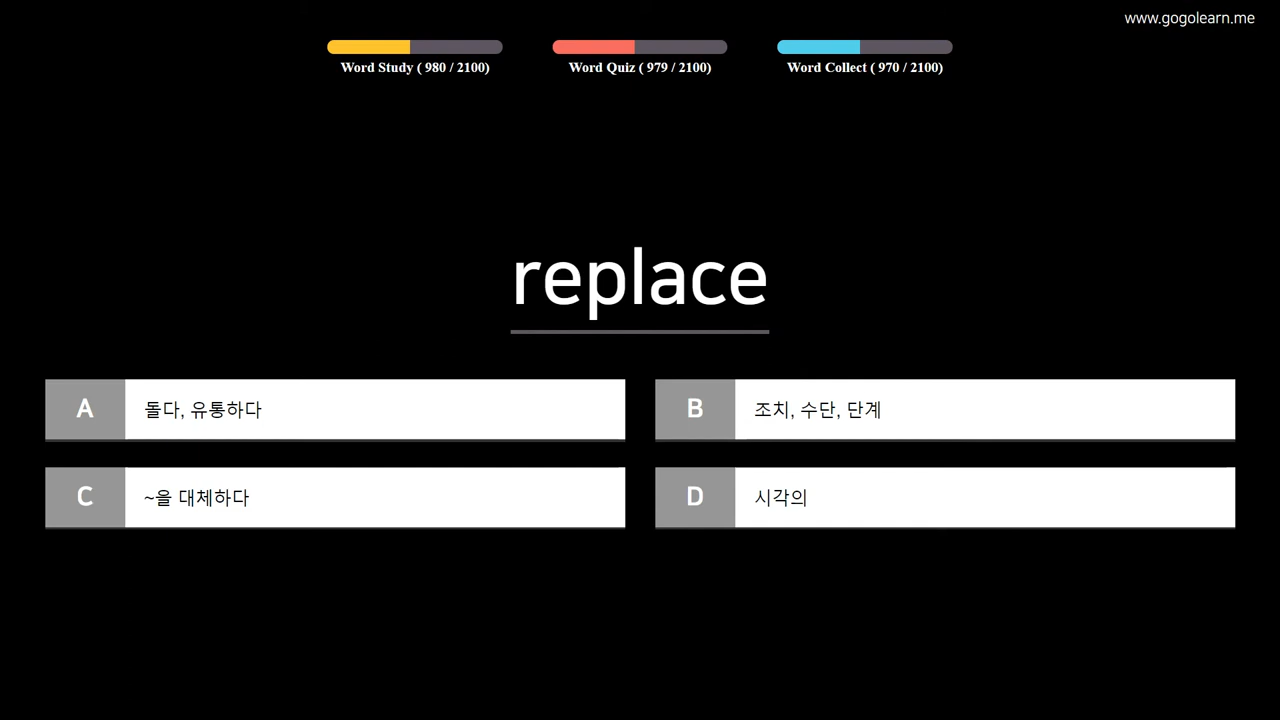 www.gogolearn.me
Word Study ( 980 / 2100)
Word Quiz ( 979 / 2100)
Word Collect ( 970 / 2100)
replace
A 돌다, 유통하다
B 조치, 수단, 단계
C ~을 대체하다
D 시각의